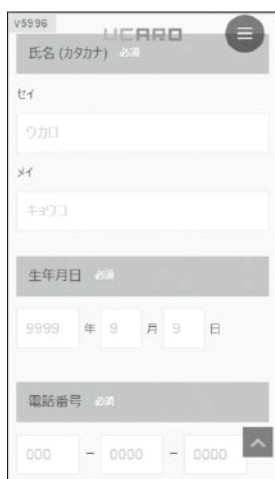 V5996
UCARO
氏名 (カタカナ) 必須
セイ
ウカロ
メイ
キョウコ
生年月日 必須
9999 年 9 月 9 日
電話番号 必須
000 － 0000 － 0000